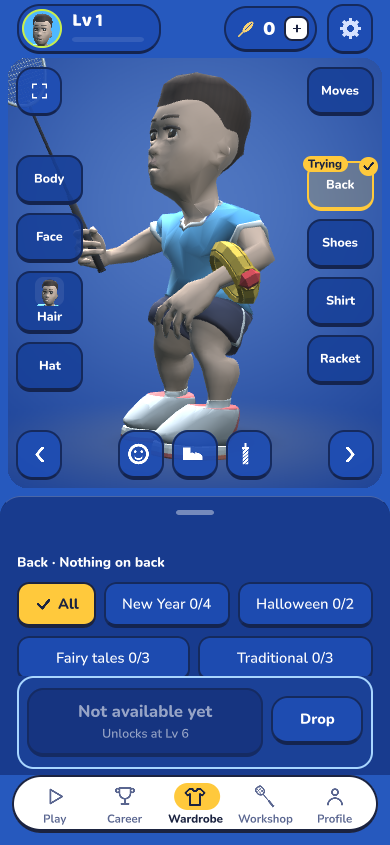 Lv 1
0
+
Moves
Trying
Back
Body
Face
Shoes
Hair
Shirt
Hat
Racket
Back · Nothing on back
All
New Year 0/4
Halloween 0/2
Fairy tales 0/3
Traditional 0/3
Not available yet
Unlocks at Lv 6
Drop
Play
Career
Wardrobe
Workshop
Profile